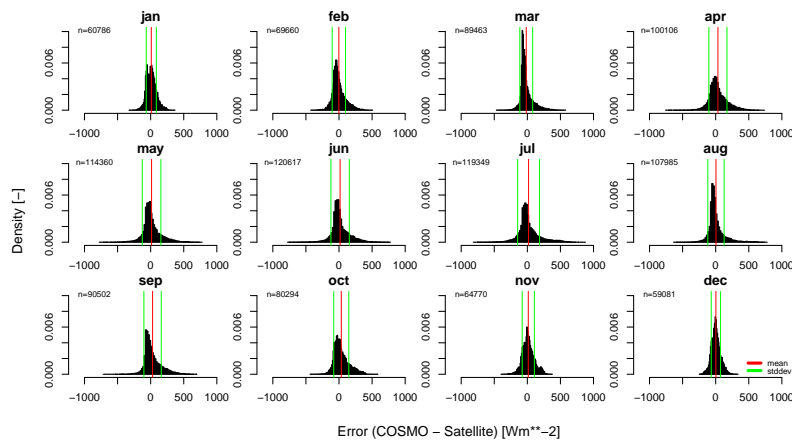 jan
feb
mar
apr
n=60786
n=69660
n=89463
n=100106
0.000 0.006
0.000 0.006
0.000 0.006
0.000 0.006
−1000 0 500 1000
−1000 0 500 1000
−1000 0 500 1000
−1000 0 500 1000
may
jun
jul
aug
n=114360
n=120617
n=119349
n=107985
0.000 0.006
0.000 0.006
0.000 0.006
0.000 0.006
−1000 0 500 1000
−1000 0 500 1000
−1000 0 500 1000
−1000 0 500 1000
sep
oct
nov
dec
n=90502
n=80294
n=64770
n=59081
0.000 0.006
0.000 0.006
0.000 0.006
0.000 0.006
−1000 0 500 1000
−1000 0 500 1000
−1000 0 500 1000
−1000 0 500 1000
mean
stddev
Density [−]
Error (COSMO − Satellite) [Wm**−2]